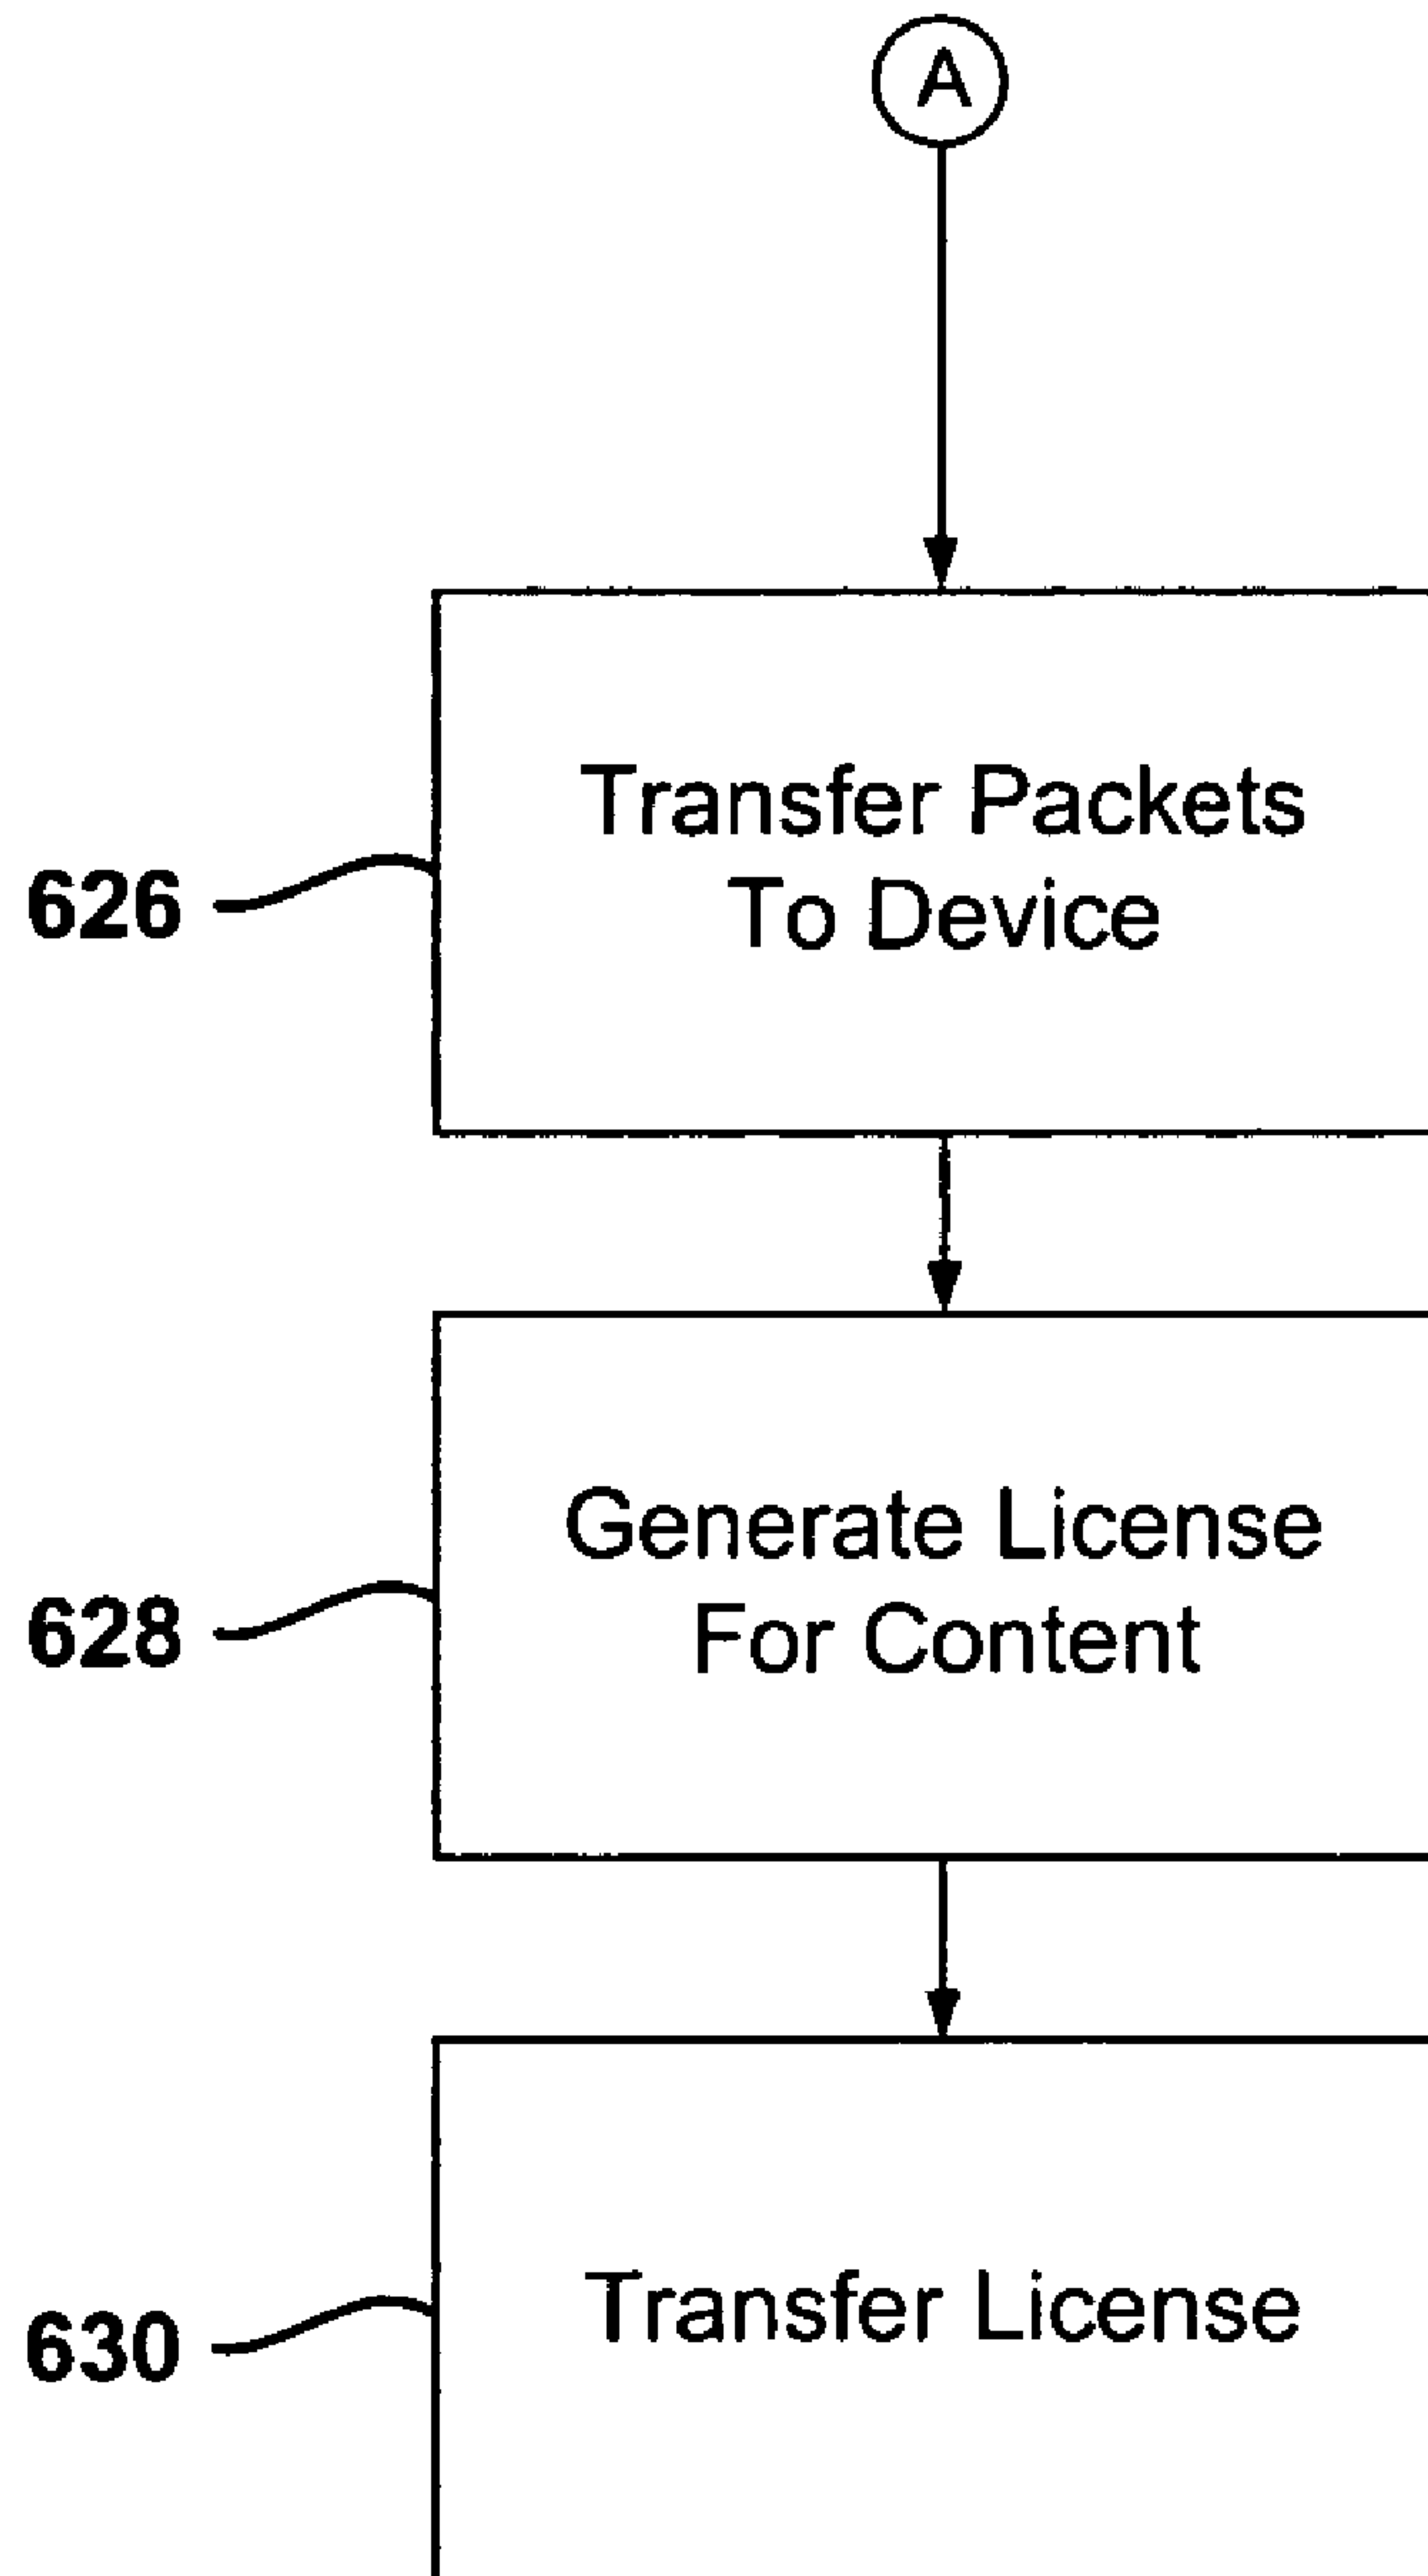 A
Transfer Packets
To Device
626
Generate License
For Content
628
Transfer License
630